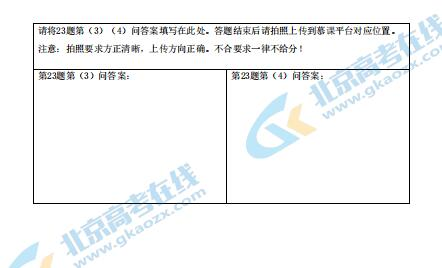 请将23题第（3）（4）问答案填写在此处。答题结束后请拍照上传到慕课平台对应位置。
注意：拍照要求方正清晰，上传方向正确。不合要求一律不给分！
第23题第（3）问答案：
第23题第（4）问答案：
北京高考在线
www.gkaozx.com
北京高考在线
www.gkaozx.com